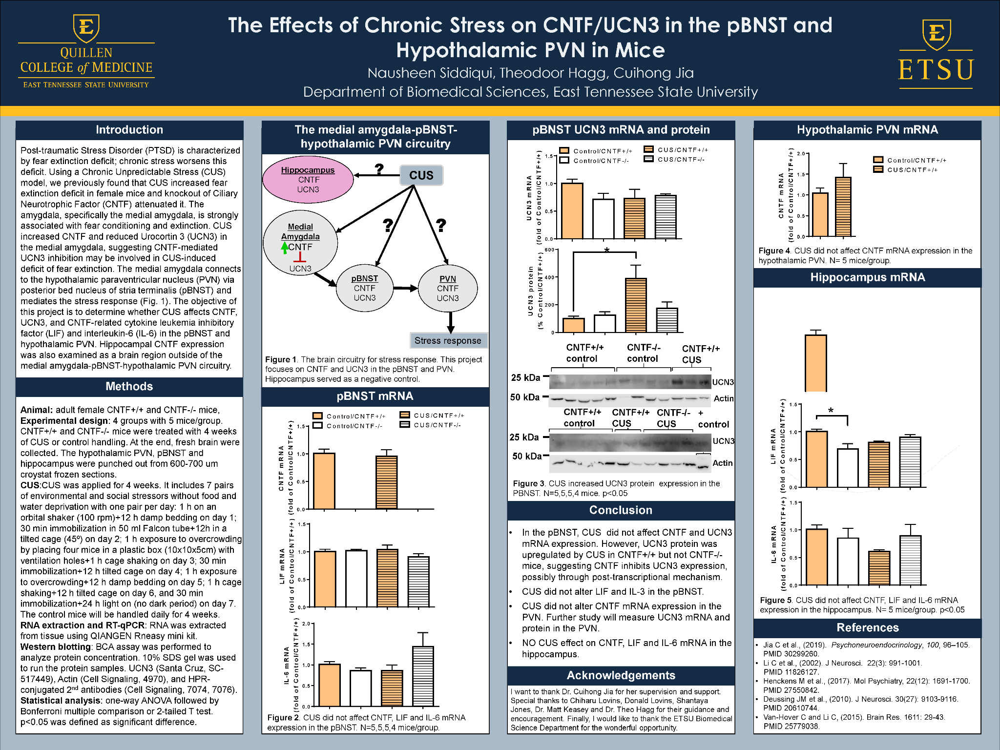 QUILLEN
COLLEGE of MEDICINE
EAST TENNESSEE STATE UNIVERSITY
The Effects of Chronic Stress on CNTF/UCN3 in the pBNST and
Hypothalamic PVN in Mice
Nausheen Siddiqui, Theodoor Hagg, Cuihong Jia
Department of Biomedical Sciences, East Tennessee State University
E
ETSU
Introduction
Post-traumatic Stress Disorder (PTSD) is characterized
by fear extinction deficit; chronic stress worsens this
deficit. Using a Chronic Unpredictable Stress (CUS)
model, we previously found that CUS increased fear
extinction deficit in female mice and knockout of Ciliary
Neurotrophic Factor (CNTF) attenuated it. The
amygdala, specifically the medial amygdala, is strongly
associated with fear conditioning and extinction. CUS
increased CNTF and reduced Urocortin 3 (UCN3) in
the medial amygdala, suggesting CNTF-mediated
UCN3 inhibition may be involved in CUS-induced
deficit of fear extinction. The medial amygdala connects
to the hypothalamic paraventricular nucleus (PVN) via
posterior bed nucleus of stria terminalis (pBNST) and
mediates the stress response (Fig. 1). The objective of
this project is to determine whether CUS affects CNTF,
UCN3, and CNTF-related cytokine leukemia inhibitory
factor (LIF) and interleukin-6 (IL-6) in the pBNST and
hypothalamic PVN. Hippocampal CNTF expression
was also examined as a brain region outside of the
medial amygdala-pBNST-hypothalamic PVN circuitry.
Methods
Animal: adult female CNTF+/+ and CNTF-/- mice,
Experimental design: 4 groups with 5 mice/group.
CNTF+/+ and CNTF-/- mice were treated with 4 weeks
of CUS or control handling. At the end, fresh brain were
collected. The hypothalamic PVN, pBNST and
hippocampus were punched out from 600-700 um
croystat frozen sections.
CUS:CUS was applied for 4 weeks. It includes 7 pairs
of environmental and social stressors without food and
water deprivation with one pair per day: 1 h on an
orbital shaker (100 rpm)+12 h damp bedding on day 1;
30 min immobilization in 50 ml Falcon tube+12h in a
tilted cage (45º) on day 2; 1 h exposure to overcrowding
by placing four mice in a plastic box (10x10x5cm) with
ventilation holes+1 h cage shaking on day 3; 30 min
immobilization+12 h tilted cage on day 4; 1 h exposure
to overcrowding+12 h damp bedding on day 5; 1 h cage
shaking+12 h tilted cage on day 6, and 30 min
immobilization+24 h light on (no dark period) on day 7.
The control mice will be handled daily for 4 weeks.
RNA extraction and RT-qPCR: RNA was extracted
from tissue using QIANGEN Rneasy mini kit.
Western blotting: BCA assay was performed to
analyze protein concentration. 10% SDS gel was used
to run the protein samples. UCN3 (Santa Cruz, SC-
517449), Actin (Cell Signaling, 4970), and HPR-
conjugated 2nd antibodies (Cell Signaling, 7074, 7076).
Statistical analysis: one-way ANOVA followed by
Bonferroni multiple comparison or 2-tailed T test.
p<0.05 was defined as significant difference.
The medial amygdala-pBNST-
hypothalamic PVN circuitry
Hippocampus
CNTF
UCN3
?
CUS
Medial
Amygdala
CNTF
UCN3
?
?
pBNST
CNTF
UCN3
PVN
CNTF
UCN3
Stress response
Figure 1. The brain circuitry for stress response. This project
focuses on CNTF and UCN3 in the pBNST and PVN.
Hippocampus served as a negative control.
pBNST mRNA
Control/CNTF+/+
Control/CNTF-/-
CUS/CNTF+/+
CUS/CNTF-/-
CNTF mRNA
(fold of Control/CNTF+/+)
1.5
1.0
0.5
0.0
LIF mRNA
(fold of Control/CNTF+/+)
1.5
1.0
0.5
0.0
IL-6 mRNA
(fold of Control/CNTF+/+)
2.0
1.5
1.0
0.5
0.0
Figure 2. CUS did not affect CNTF, LIF and IL-6 mRNA
expression in the pBNST. N=5,5,5,4 mice/group.
pBNST UCN3 mRNA and protein
Control/CNTF+/+
Control/CNTF-/-
CUS/CNTF+/+
CUS/CNTF-/-
UCN3 mRNA
(fold of Control/CNTF+/+)
1.5
1.0
0.5
0.0
UCN3 protein
(% Control/CNTF+/+)
600
400
200
0
*
CNTF+/+
control
CNTF-/-
control
CNTF+/+
CUS
25 kDa
UCN3
50 kDa
Actin
CNTF+/+
control
CNTF+/+
CUS
CNTF-/-
CUS
+
control
25 kDa
UCN3
50 kDa
Actin
Figure 3. CUS increased UCN3 protein expression in the
PBNST. N=5,5,5,4 mice. p<0.05
Conclusion
• In the pBNST, CUS did not affect CNTF and UCN3
mRNA expression. However, UCN3 protein was
upregulated by CUS in CNTF+/+ but not CNTF-/-
mice, suggesting CNTF inhibits UCN3 expression,
possibly through post-transcriptional mechanism.
• CUS did not alter LIF and IL-3 in the pBNST.
• CUS did not alter CNTF mRNA expression in the
PVN. Further study will measure UCN3 mRNA and
protein in the PVN.
• NO CUS effect on CNTF, LIF and IL-6 mRNA in the
hippocampus.
Acknowledgements
I want to thank Dr. Cuihong Jia for her supervision and support.
Special thanks to Chiharu Lovins, Donald Lovins, Shantaya
Jones, Dr. Matt Keasey and Dr. Theo Hagg for their guidance and
encouragement. Finally, I would like to thank the ETSU Biomedical
Science Department for the wonderful opportunity.
Hypothalamic PVN mRNA
CNTF mRNA
(fold of Control/CNTF+/+)
2.0
1.5
1.0
0.5
0.0
Control/CNTF+/+
CUS/CNTF+/+
Figure 4. CUS did not affect CNTF mRNA expression in the
hypothalamic PVN. N= 5 mice/group.
Hippocampus mRNA
LIF mRNA
(fold of Control/CNTF+/+)
1.5
1.0
0.5
0.0
*
IL-6 mRNA
(fold of Control/CNTF+/+)
1.5
1.0
0.5
0.0
Figure 5. CUS did not affect CNTF, LIF and IL-6 mRNA
expression in the hippocampus. N= 5 mice/group. p<0.05
References
• Jia C et al., (2019). Psychoneuroendocrinology, 100, 96–105.
PMID 30299260.
• Li C et al., (2002). J Neurosci. 22(3): 991-1001.
PMID 11826127.
• Henckens M et al., (2017). Mol Psychiatry, 22(12): 1691-1700.
PMID 27550842.
• Deussing JM et al., (2010). J Neurosci. 30(27): 9103-9116.
PMID 20610744.
• Van-Hover C and Li C, (2015). Brain Res. 1611: 29-43.
PMID 25779038.